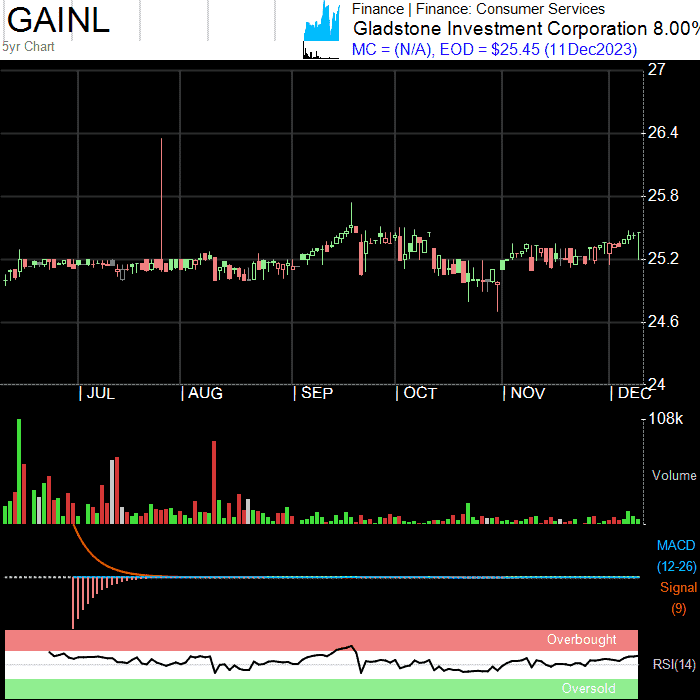 GAINL
5yr Chart
Finance | Finance: Consumer Services
Gladstone Investment Corporation 8.00%
MC = (N/A), EOD = $25.45 (11Dec2023)
27
26.4
25.8
25.2
24.6
24
JUL AUG SEP OCT NOV DEC
108k
Volume
MACD
(12-26)
Signal
(9)
Overbought
RSI(14)
Oversold